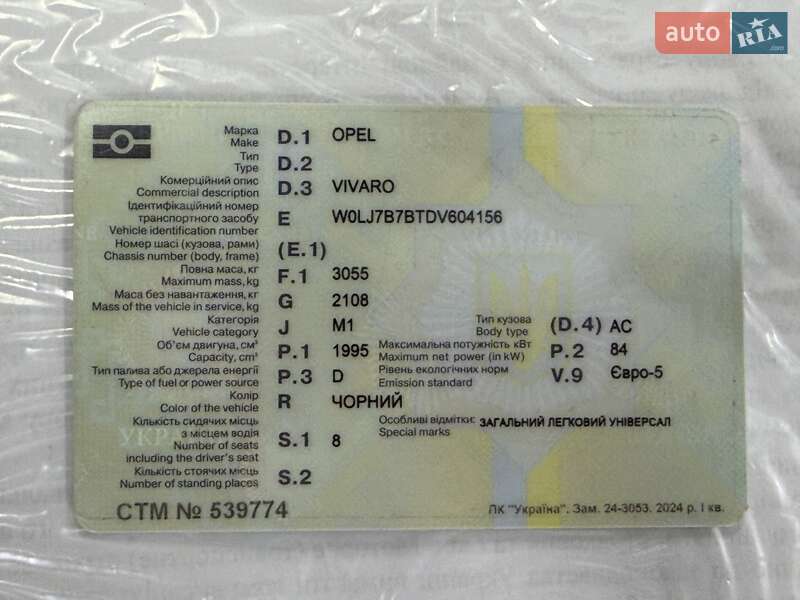 auto RIA.com
Марка D.1 OPEL
Make
Тип D.2
Type
Комерційний опис D.3 VIVARO
Commercial description
Ідентифікаційний номер
транспортного засобу E W0LJ7B7BTDV604156
Vehicle identification number
Номер шасі (кузова, рами) (E.1)
Chassis number (body, frame)
Повна маса, кг F.1 3055
Maximum mass, kg
Маса без навантаження, кг G 2108
Mass of the vehicle in service, kg
Категорія J M1 Тип кузова (D.4) АС
Vehicle category Body type
Об'єм двигуна, см³ P.1 1995 Максимальна потужність кВт P.2 84
Capacity, cm³ Maximum net power (in kW)
Тип палива або джерела енергії P.3 D Рівень екологічних норм V.9 Євро-5
Type of fuel or power source Emission standard
Колір R ЧОРНИЙ
Color of the vehicle
Кількість сидячих місць Особливі відмітки: ЗАГАЛЬНИЙ ЛЕГКОВИЙ УНІВЕРСАЛ
з місцем водія S.1 8 Special marks
Number of seats
including the driver's seat
Кількість стоячих місць S.2
Number of standing places
СТМ № 539774 ПК "Україна". Зам. 24-3053. 2024 р. I кв.